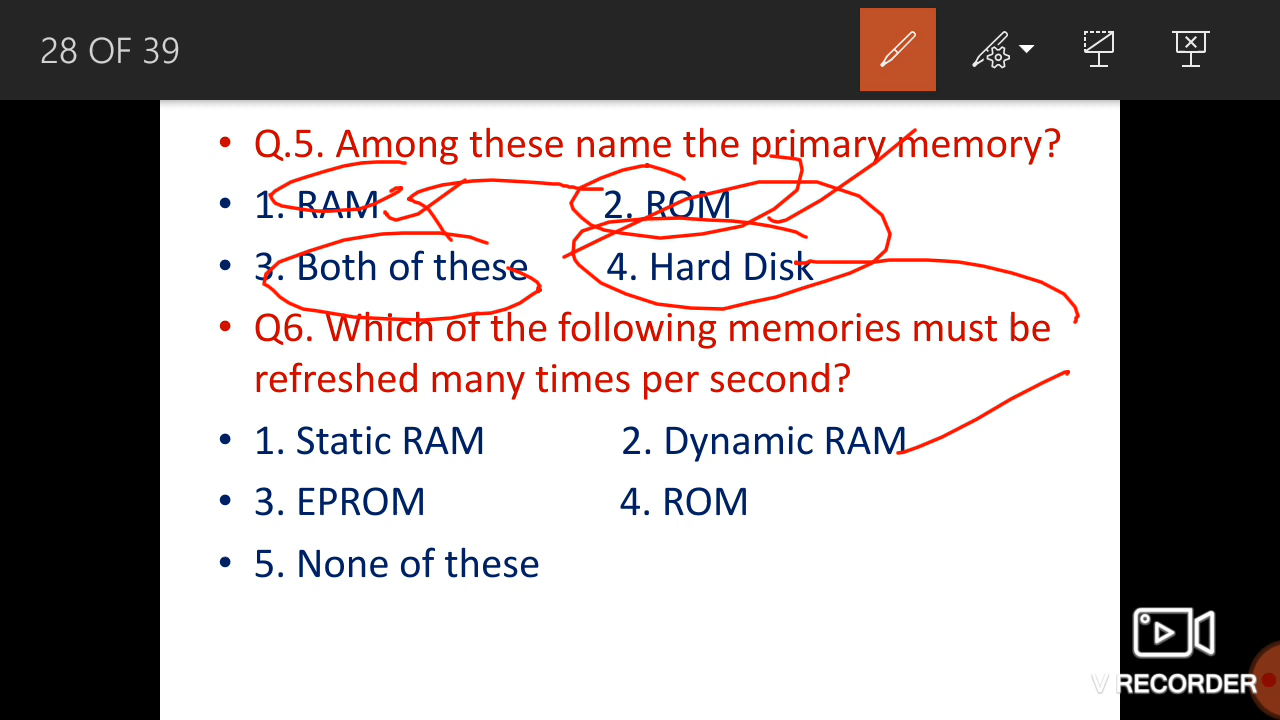 28 OF 39
• Q.5. Among these name the primary memory?
• 1. RAM 2. ROM
• 3. Both of these 4. Hard Disk
• Q6. Which of the following memories must be
refreshed many times per second?
• 1. Static RAM 2. Dynamic RAM
• 3. EPROM 4. ROM
• 5. None of these
V RECORDER